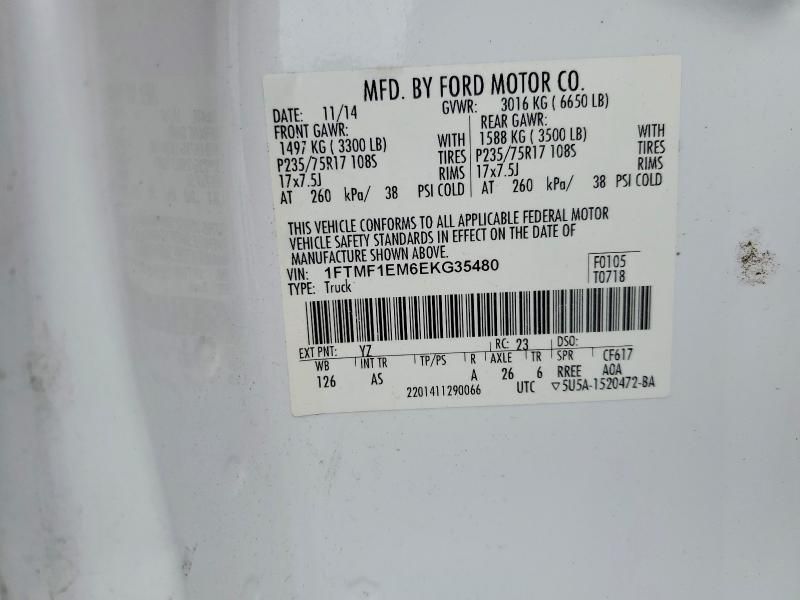 MFD. BY FORD MOTOR CO.
DATE: 11/14 GVWR: 3016 KG ( 6650 LB)
FRONT GAWR: REAR GAWR:
1497 KG ( 3300 LB) WITH 1588 KG ( 3500 LB) WITH
P235/75R17 108S TIRES P235/75R17 108S TIRES
17x7.5J RIMS 17x7.5J RIMS
AT 260 kPa/ 38 PSI COLD AT 260 kPa/ 38 PSI COLD
THIS VEHICLE CONFORMS TO ALL APPLICABLE FEDERAL MOTOR
VEHICLE SAFETY STANDARDS IN EFFECT ON THE DATE OF
MANUFACTURE SHOWN ABOVE.
VIN: 1FTMF1EM6EKG35480 F0105
TYPE: Truck T0718
EXT PNT: YZ RC: 23 DSO:
WB INT TR TP/PS R AXLE TR SPR CF617
126 AS A 26 6 RREE A0A
2201411290066 UTC ▽5U5A-1520472-BA